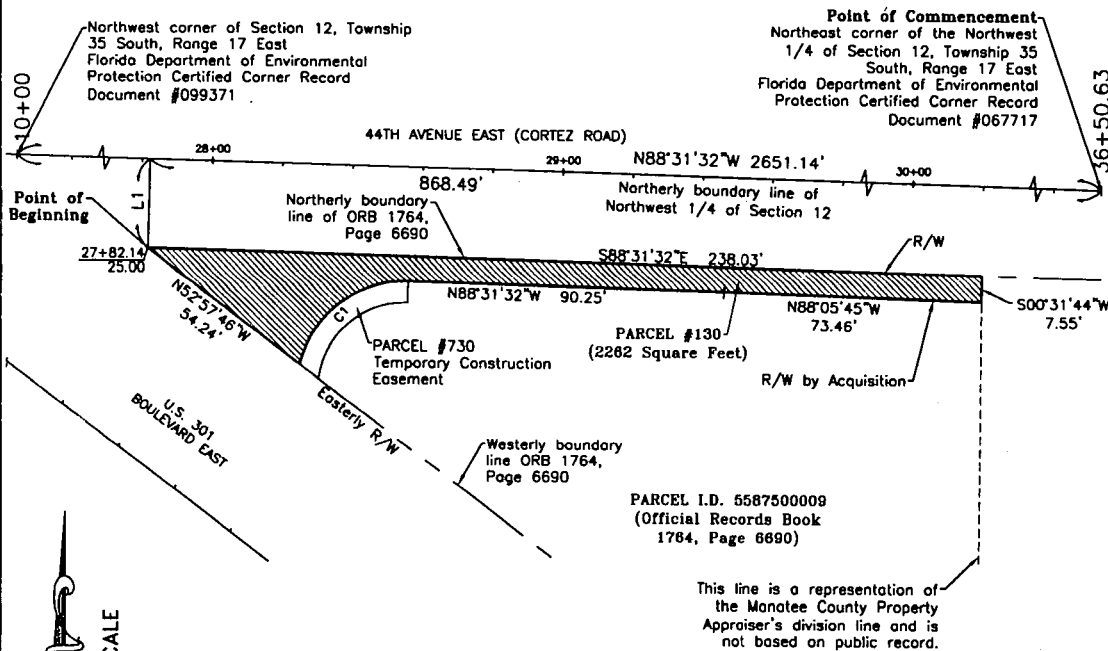 Northwest corner of Section 12, Township
35 South, Range 17 East
Florida Department of Environmental
Protection Certified Corner Record
Document #099371
Point of Commencement
Northeast corner of the Northwest
1/4 of Section 12, Township 35
South, Range 17 East
Florida Department of Environmental
Protection Certified Corner Record
Document #067717
10+00
36+50.63
44TH AVENUE EAST (CORTEZ ROAD)
28+00
29+00
N88°31'32"W 2651.14'
30+00
868.49'
Northerly boundary line of
Northwest 1/4 of Section 12
L1
Point of
Beginning
Northerly boundary
line of ORB 1764,
Page 6690
R/W
27+82.14
25.00
S88°31'32"E 238.03'
N52°57'46"W
54.24'
N88°31'32"W 90.25'
N88°05'45"W
73.46'
S00°31'44"W
7.55'
C1
PARCEL #730
Temporary Construction
Easement
PARCEL #130
(2262 Square Feet)
R/W by Acquisition
Easterly R/W
U.S. 301
BOULEVARD EAST
Westerly boundary
line ORB 1764,
Page 6690
PARCEL I.D. 5587500009
(Official Records Book
1764, Page 6690)
This line is a representation of
the Manatee County Property
Appraiser's division line and is
not based on public record.
CALE